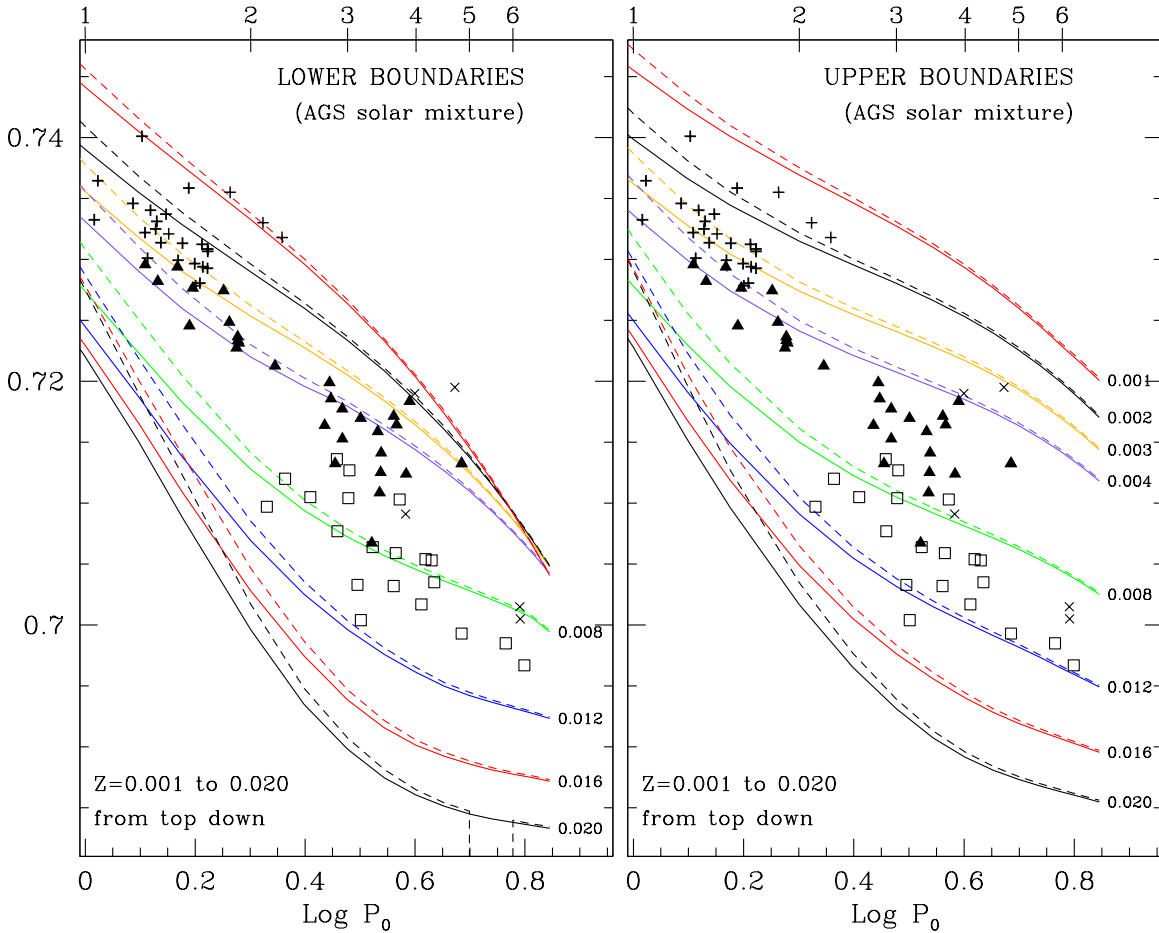 1 2 3 4 5 6
1 2 3 4 5 6
LOWER BOUNDARIES
(AGS solar mixture)
UPPER BOUNDARIES
(AGS solar mixture)
0.74
0.72
0.7
0.008
0.012
0.016
0.020
0.001
0.002
0.003
0.004
0.008
0.012
0.016
0.020
Z=0.001 to 0.020
from top down
Z=0.001 to 0.020
from top down
0 0.2 0.4 0.6 0.8
0 0.2 0.4 0.6 0.8
Log P₀
Log P₀